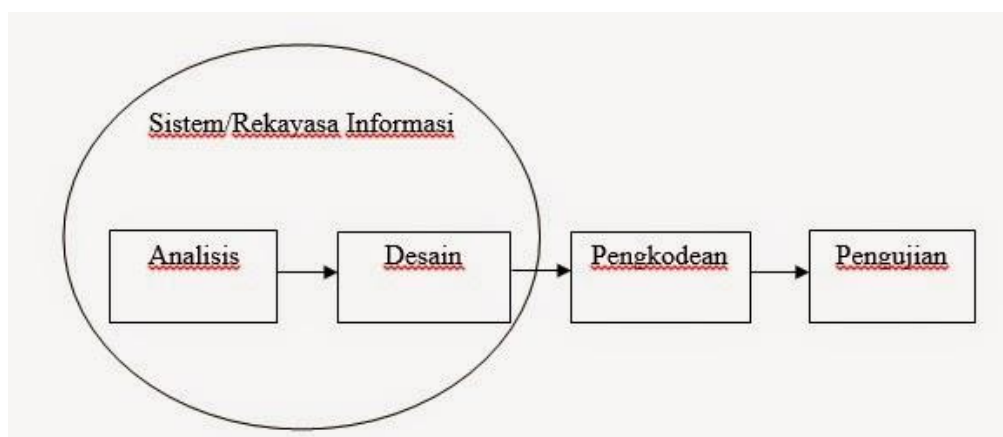 Sistem/Rekayasa Informasi
Analisis
Desain
Pengkodean
Pengujian